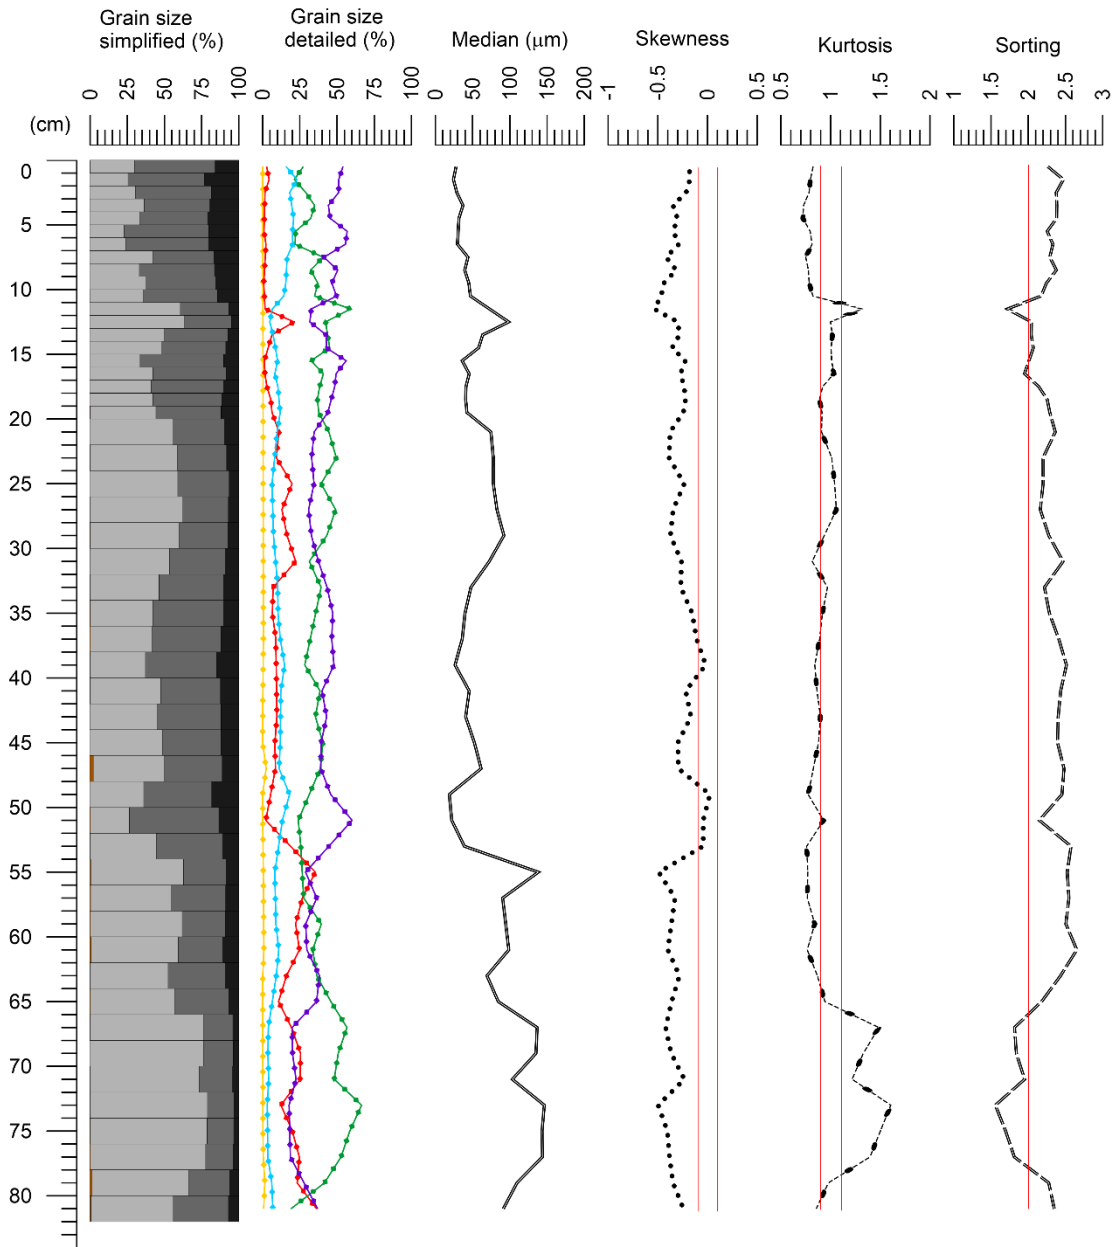 Grain size
simplified (%)
Grain size
detailed (%)
Median (µm)
Skewness
Kurtosis
Sorting
0 25 50 75 100
0 25 50 75 100
0 50 100 150 200
-1 -0.5 0 0.5
0.5 1 1.5 2
1 1.5 2 2.5 3
(cm)
0
5
10
15
20
25
30
35
40
45
50
55
60
65
70
75
80